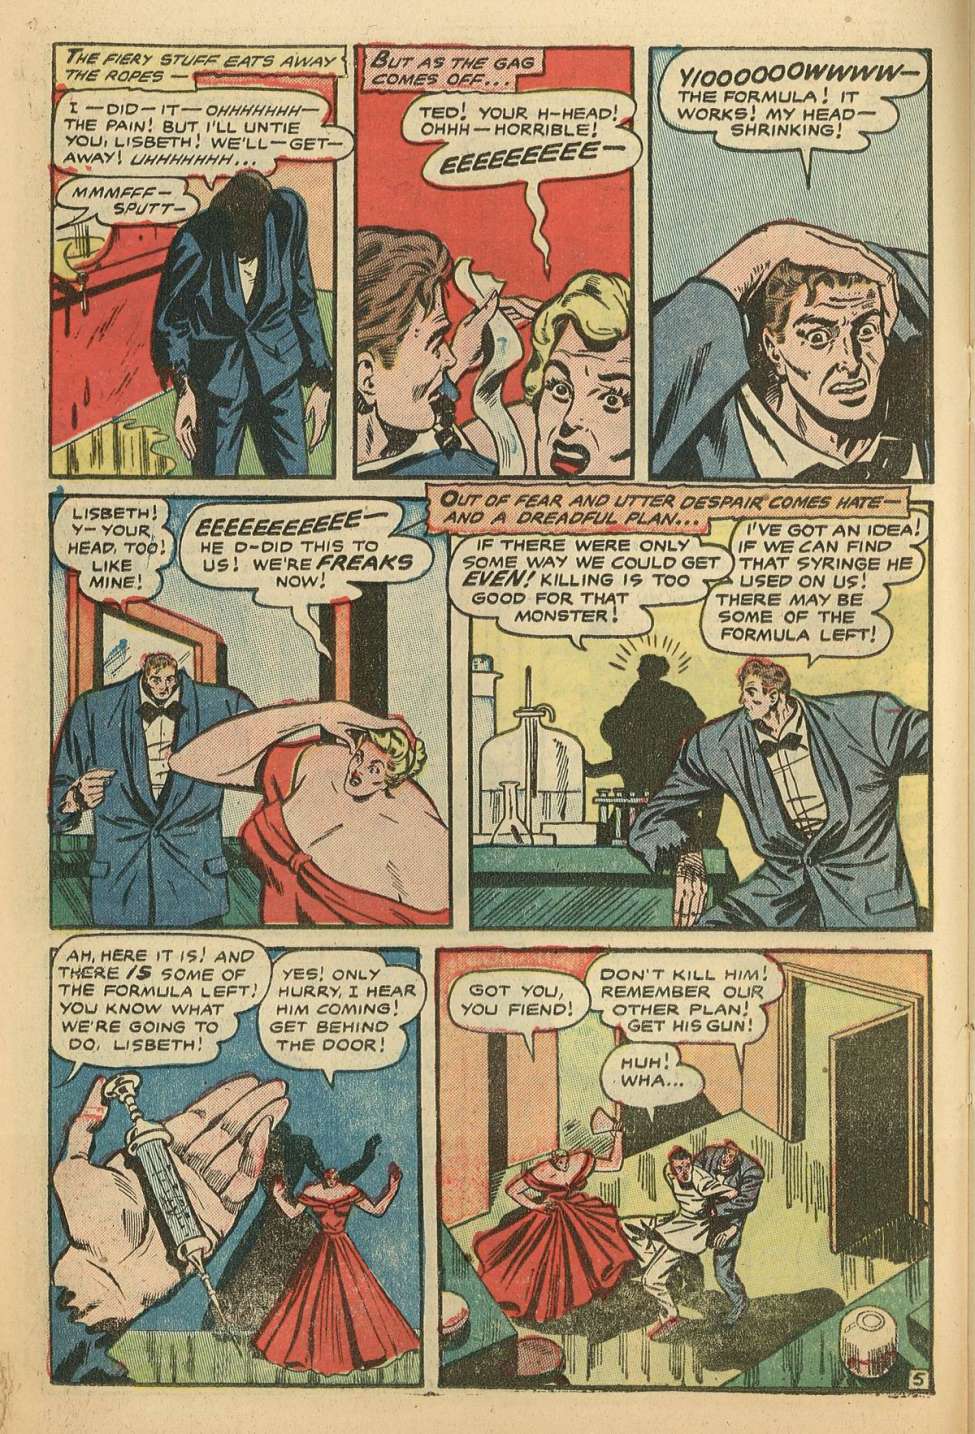 THE FIERY STUFF EATS AWAY
THE ROPES—
I—DID—IT—OHHHHHHH—
THE PAIN! BUT I'LL UNTIE
YOU, LISBETH! WE'LL—GET—
AWAY! UHHHHHHH...
MMMFFF—
SPUTT—
BUT AS THE GAG
COMES OFF...
TED! YOUR H-HEAD!
OHHH—HORRIBLE!
EEEEEEEEEE—
YIOOOOOOOWWWW—
THE FORMULA! IT
WORKS! MY HEAD—
SHRINKING!
LISBETH!
Y-YOUR
HEAD, TOO!
LIKE
MINE!
EEEEEEEEEEEE—
HE D-DID THIS TO
US! WE'RE FREAKS
NOW!
OUT OF FEAR AND UTTER DESPAIR COMES HATE—
AND A DREADFUL PLAN...
IF THERE WERE ONLY
SOME WAY WE COULD GET
EVEN! KILLING IS TOO
GOOD FOR THAT
MONSTER!
I'VE GOT AN IDEA!
IF WE CAN FIND
THAT SYRINGE HE
USED ON US!
THERE MAY BE
SOME OF THE
FORMULA LEFT!
AH, HERE IT IS! AND
THERE IS SOME OF
THE FORMULA LEFT!
YOU KNOW WHAT
WE'RE GOING TO
DO, LISBETH!
YES! ONLY
HURRY, I HEAR
HIM COMING!
GET BEHIND
THE DOOR!
GOT YOU,
YOU FIEND!
DON'T KILL HIM!
REMEMBER OUR
OTHER PLAN!
GET HIS GUN!
HUH!
WHA...
5